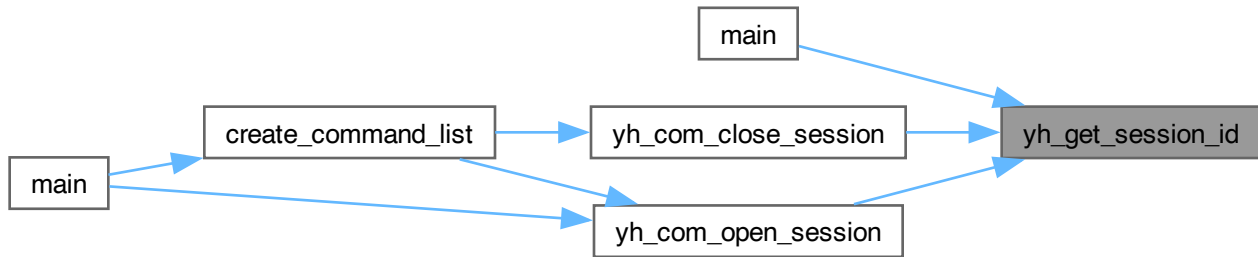 main
create_command_list
yh_com_close_session
yh_get_session_id
main
yh_com_open_session